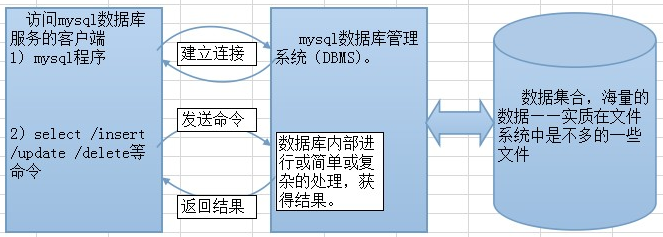 访问mysql数据库
服务的客户端
1) mysql程序
2) select /insert
/update /delete等
命令
建立连接
发送命令
返回结果
mysql数据库管理
系统（DBMS）。
数据库内部进
行或简单或复
杂的处理，获
得结果。
数据集合，海量的
数据——实质在文件
系统中是不多的一些
文件